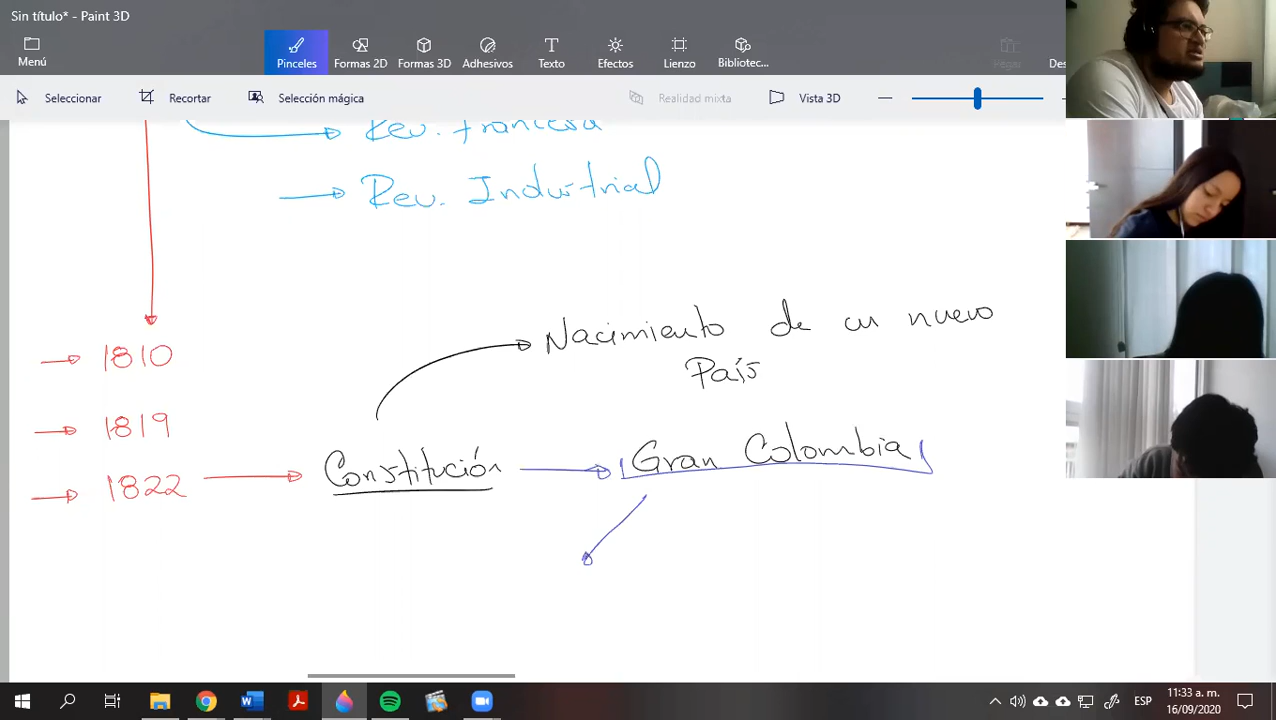 Sin título* - Paint 3D
Menú
Pinceles
Formas 2D
Formas 3D
Adhesivos
Texto
Efectos
Lienzo
Bibliotec...
Pegar
Des
Seleccionar
Recortar
Selección mágica
Realidad mixta
Vista 3D
Rev. francesa
Rev. Industrial
Nacimiento de un nuevo
País
1810
1819
1822
Constitución
Gran Colombia
ESP
11:33 a. m.
16/09/2020